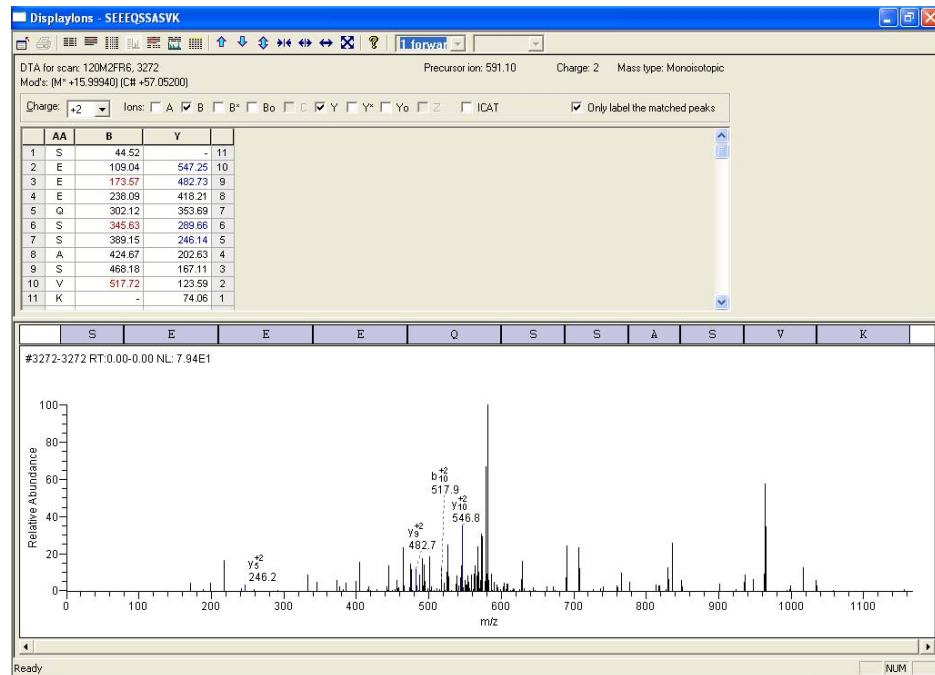 DisplayIons - SEEEQSSASVK
1 forwar
DTA for scan: 120M2FR6, 3272 Precursor ion: 591.10 Charge: 2 Mass type: Monoisotopic
Mod's: (M* +15.99940) (C# +57.05200)
Charge: +2 Ions: A B B* Bo C Y Y* Yo Z ICAT Only label the matched peaks
AA B Y
1 S 44.52 - 11
2 E 109.04 547.25 10
3 E 173.57 482.73 9
4 E 238.09 418.21 8
5 Q 302.12 353.69 7
6 S 345.63 289.66 6
7 S 389.15 246.14 5
8 A 424.67 202.63 4
9 S 468.18 167.11 3
10 V 517.72 123.59 2
11 K - 74.06 1
S E E E Q S S A S V K
#3272-3272 RT:0.00-0.00 NL: 7.94E1
100
80
60
40
20
0
Relative Abundance
b10+2
517.9
y10+2
546.8
y9+2
482.7
y5+2
246.2
0 100 200 300 400 500 600 700 800 900 1000 1100
m/z
Ready NUM